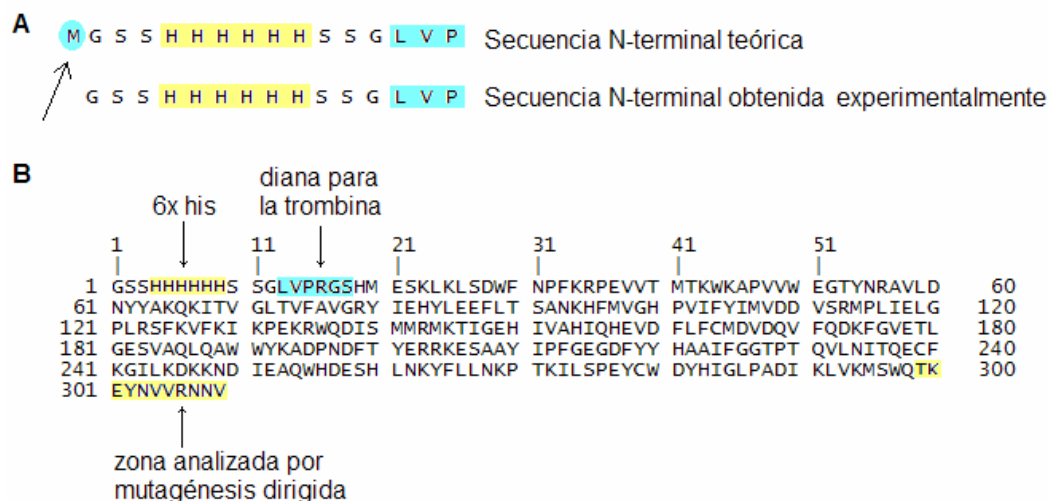 A
M G S S H H H H H H S S G L V P Secuencia N-terminal teórica
G S S H H H H H H S S G L V P Secuencia N-terminal obtenida experimentalmente
B
diana para
la trombina
6x his
1 11 21 31 41 51
| | | | | |
1 GSSHHHHHHS SGLVPRGSHM ESKLKLSDWF NPFKRPEVVT MTKWKAPVVW EGTYNRAVLD 60
61 NYYAKQKITV GLTVFAVGRY IEHYLEEFLT SANKHFMVGH PVIFYIMVDD VSRMPLIELG 120
121 PLRSFKVFKI KPEKRWQDIS MMRMKTIGEH IVAHIQHEVD FLFCMDVDQV FQDKFGVETL 180
181 GESVAQLQAW WYKADPNDFT YERRKESAAY IPFGEGDFYY HAAIFGGTPT QVLNITQECF 240
241 KGILKDKKND IEAQWHDESH LNKYFLLNKP TKILSPEYCW DYHIGLPADI KLVKMSWQTK 300
301 EYNVVRNNV
zona analizada por
mutagénesis dirigida